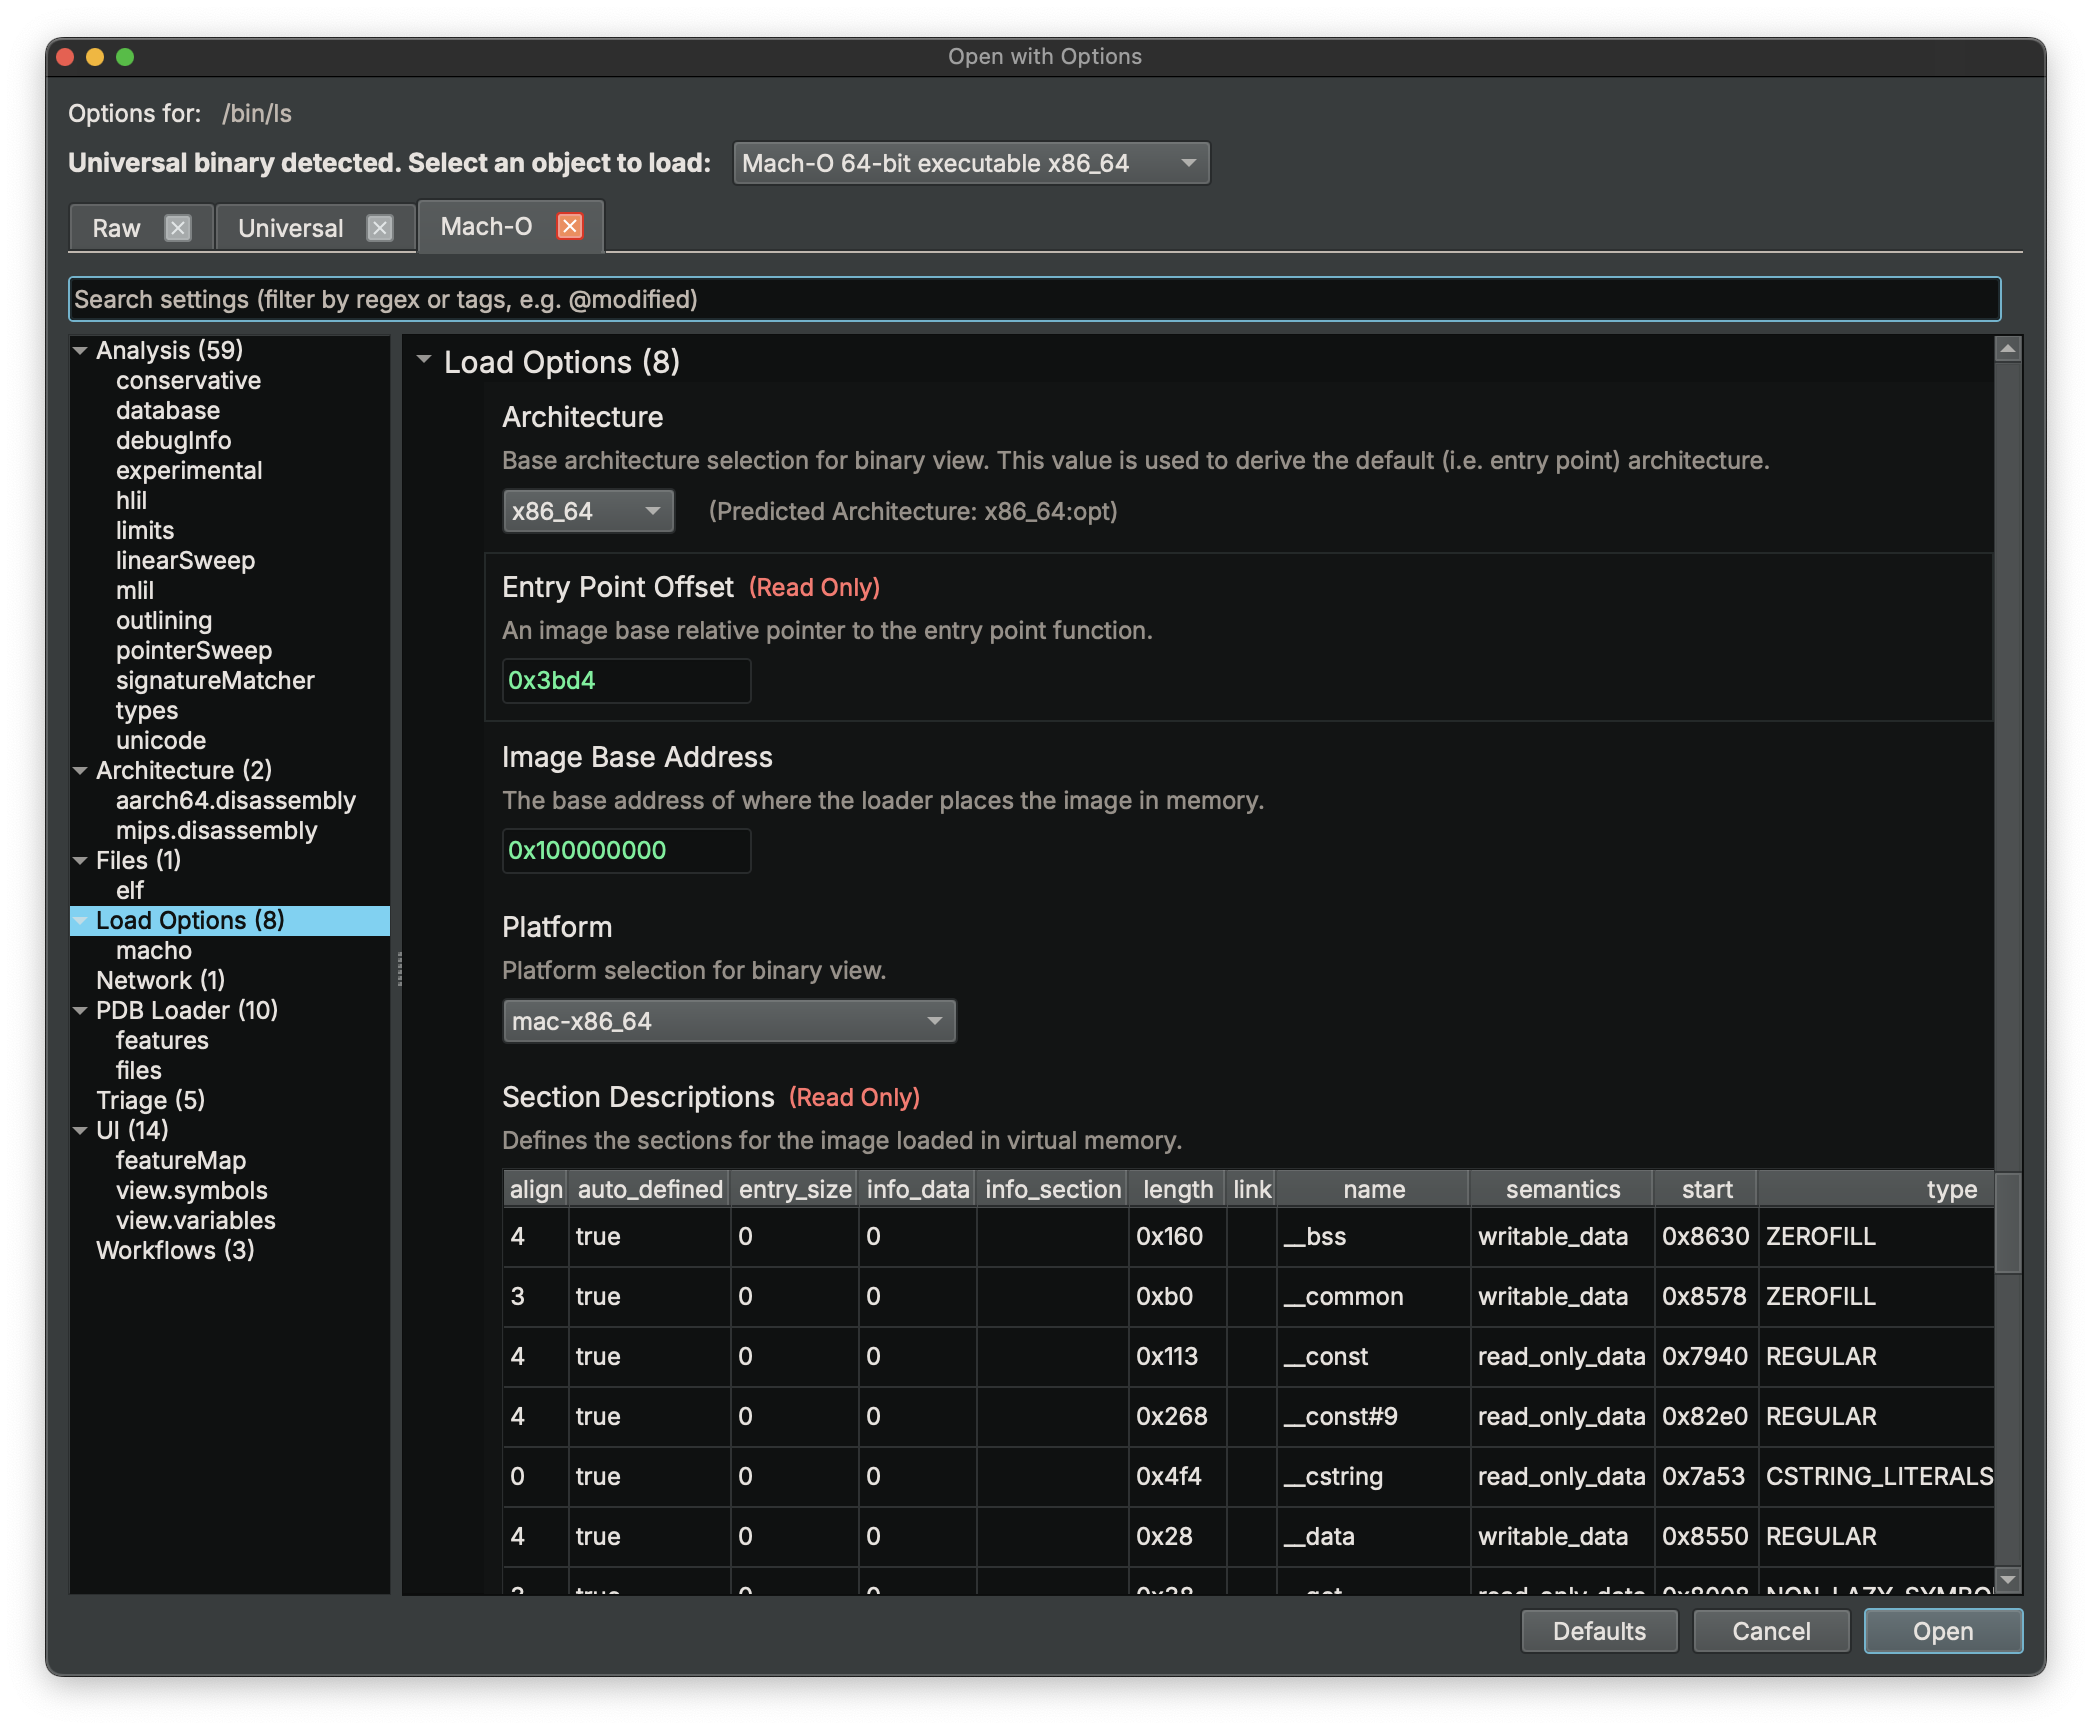 Open with Options
Options for: /bin/ls
Universal binary detected. Select an object to load: Mach-O 64-bit executable x86_64
Raw Universal Mach-O
Search settings (filter by regex or tags, e.g. @modified)
Analysis (59)
conservative
database
debugInfo
experimental
hlil
limits
linearSweep
mlil
outlining
pointerSweep
signatureMatcher
types
unicode
Architecture (2)
aarch64.disassembly
mips.disassembly
Files (1)
elf
Load Options (8)
macho
Network (1)
PDB Loader (10)
features
files
Triage (5)
UI (14)
featureMap
view.symbols
view.variables
Workflows (3)
Load Options (8)
Architecture
Base architecture selection for binary view. This value is used to derive the default (i.e. entry point) architecture.
x86_64 (Predicted Architecture: x86_64:opt)
Entry Point Offset (Read Only)
An image base relative pointer to the entry point function.
0x3bd4
Image Base Address
The base address of where the loader places the image in memory.
0x100000000
Platform
Platform selection for binary view.
mac-x86_64
Section Descriptions (Read Only)
Defines the sections for the image loaded in virtual memory.
align auto_defined entry_size info_data info_section length link name semantics start type
4 true 0 0 0x160 __bss writable_data 0x8630 ZEROFILL
3 true 0 0 0xb0 __common writable_data 0x8578 ZEROFILL
4 true 0 0 0x113 __const read_only_data 0x7940 REGULAR
4 true 0 0 0x268 __const#9 read_only_data 0x82e0 REGULAR
0 true 0 0 0x4f4 __cstring read_only_data 0x7a53 CSTRING_LITERALS
4 true 0 0 0x28 __data writable_data 0x8550 REGULAR
Defaults Cancel Open